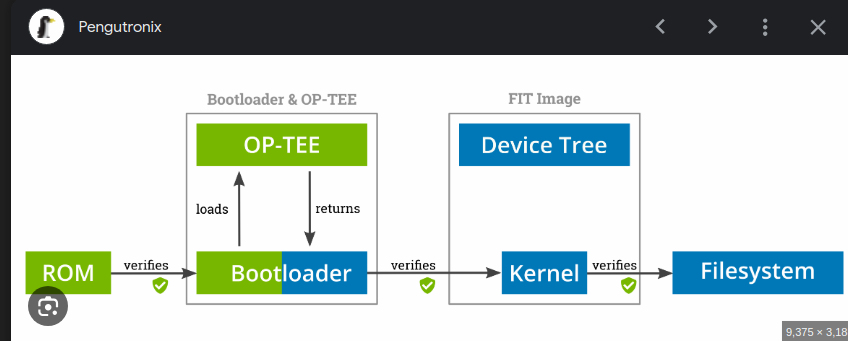 Pengutronix
Bootloader & OP-TEE
FIT Image
OP-TEE
Device Tree
loads
returns
ROM
verifies
Bootloader
verifies
Kernel
verifies
Filesystem
9,375 × 3,18